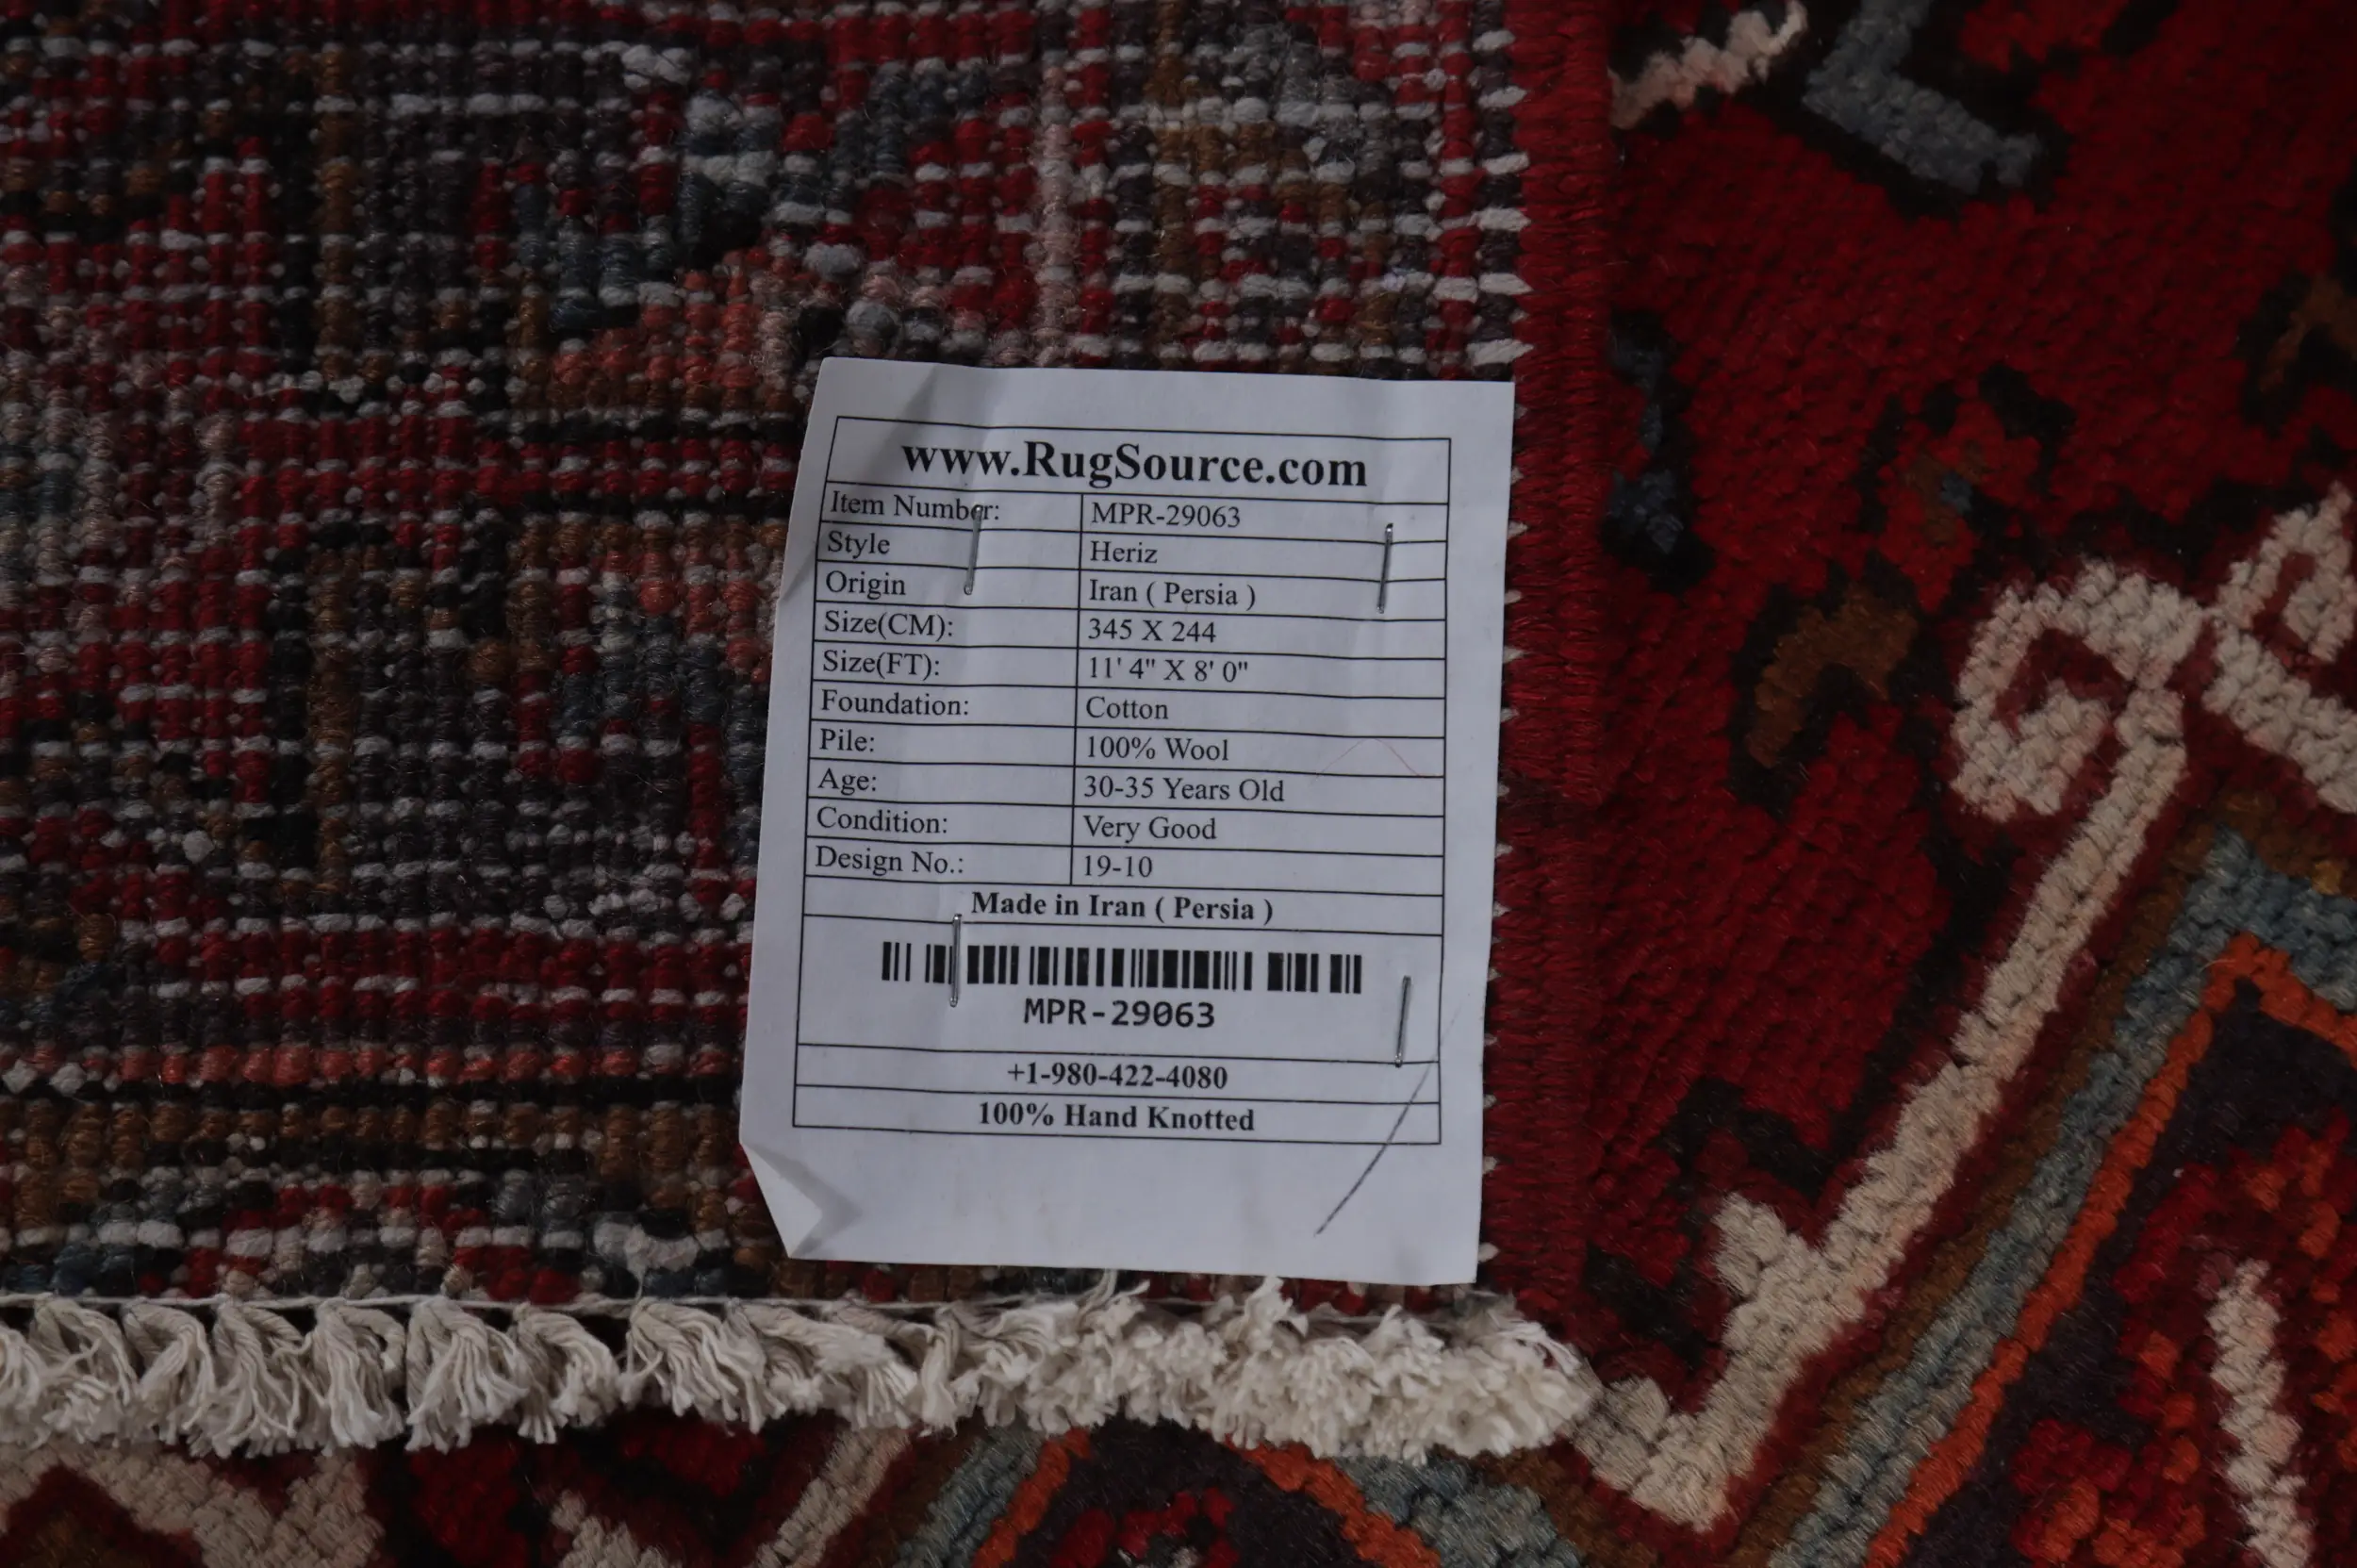 www.RugSource.com
Item Number: MPR-29063
Style Heriz
Origin Iran ( Persia )
Size(CM): 345 X 244
Size(FT): 11' 4" X 8' 0"
Foundation: Cotton
Pile: 100% Wool
Age: 30-35 Years Old
Condition: Very Good
Design No.: 19-10
Made in Iran ( Persia )
MPR-29063
+1-980-422-4080
100% Hand Knotted